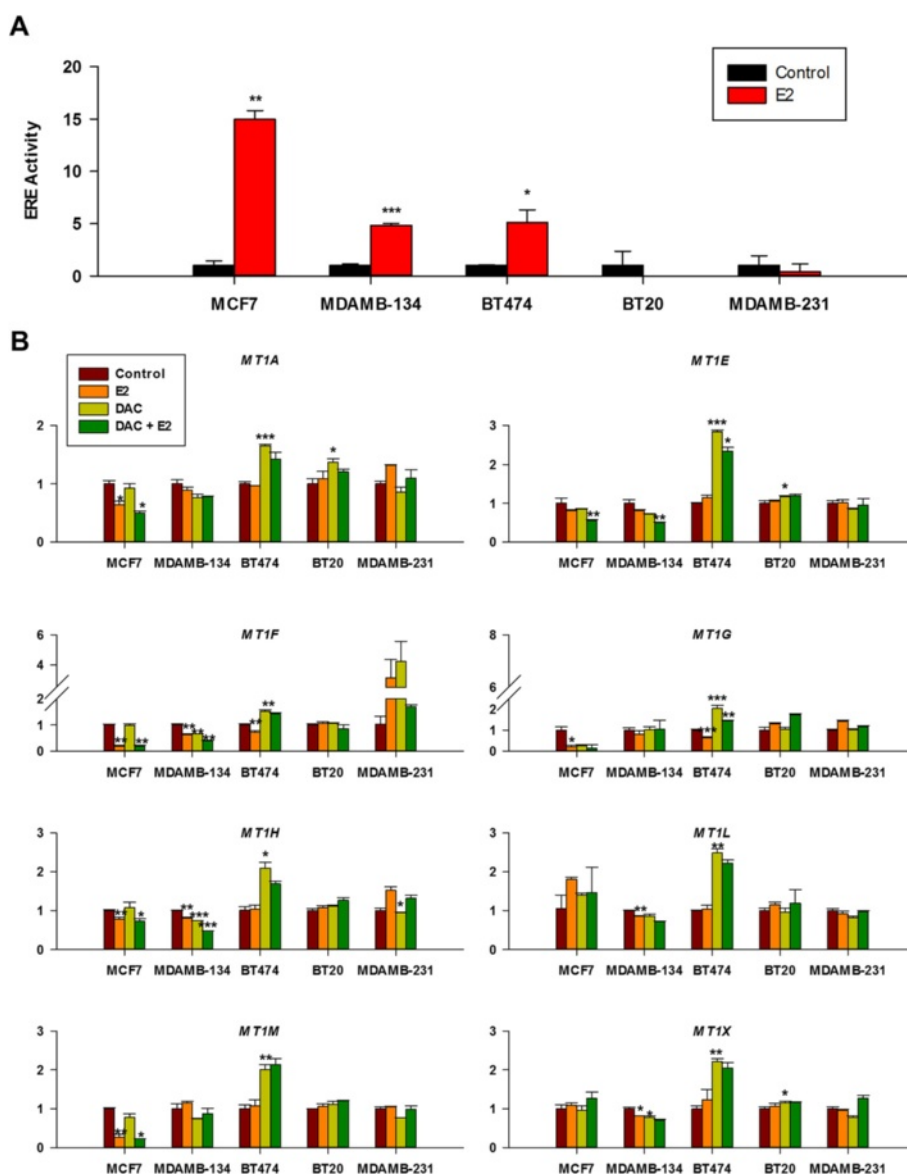 A
20
15
10
5
0
ERE Activity
Control
E2
**
***
*
MCF7 MDAMB-134 BT474 BT20 MDAMB-231
B
Control
E2
DAC
DAC + E2
MT1A
2
1
0
* * *** *
MCF7 MDAMB-134 BT474 BT20 MDAMB-231
MT1E
3
2
1
0
** ** *** * *
MCF7 MDAMB-134 BT474 BT20 MDAMB-231
MT1F
6
4
2
1
0
** ** ** ** ** ** **
MCF7 MDAMB-134 BT474 BT20 MDAMB-231
MT1G
8
6
2
1
0
* *** *** **
MCF7 MDAMB-134 BT474 BT20 MDAMB-231
MT1H
3
2
1
0
** * ** *** *** * *
MCF7 MDAMB-134 BT474 BT20 MDAMB-231
MT1L
3
2
1
0
** **
MCF7 MDAMB-134 BT474 BT20 MDAMB-231
MT1M
3
2
1
0
** * **
MCF7 MDAMB-134 BT474 BT20 MDAMB-231
MT1X
3
2
1
0
* * ** *
MCF7 MDAMB-134 BT474 BT20 MDAMB-231